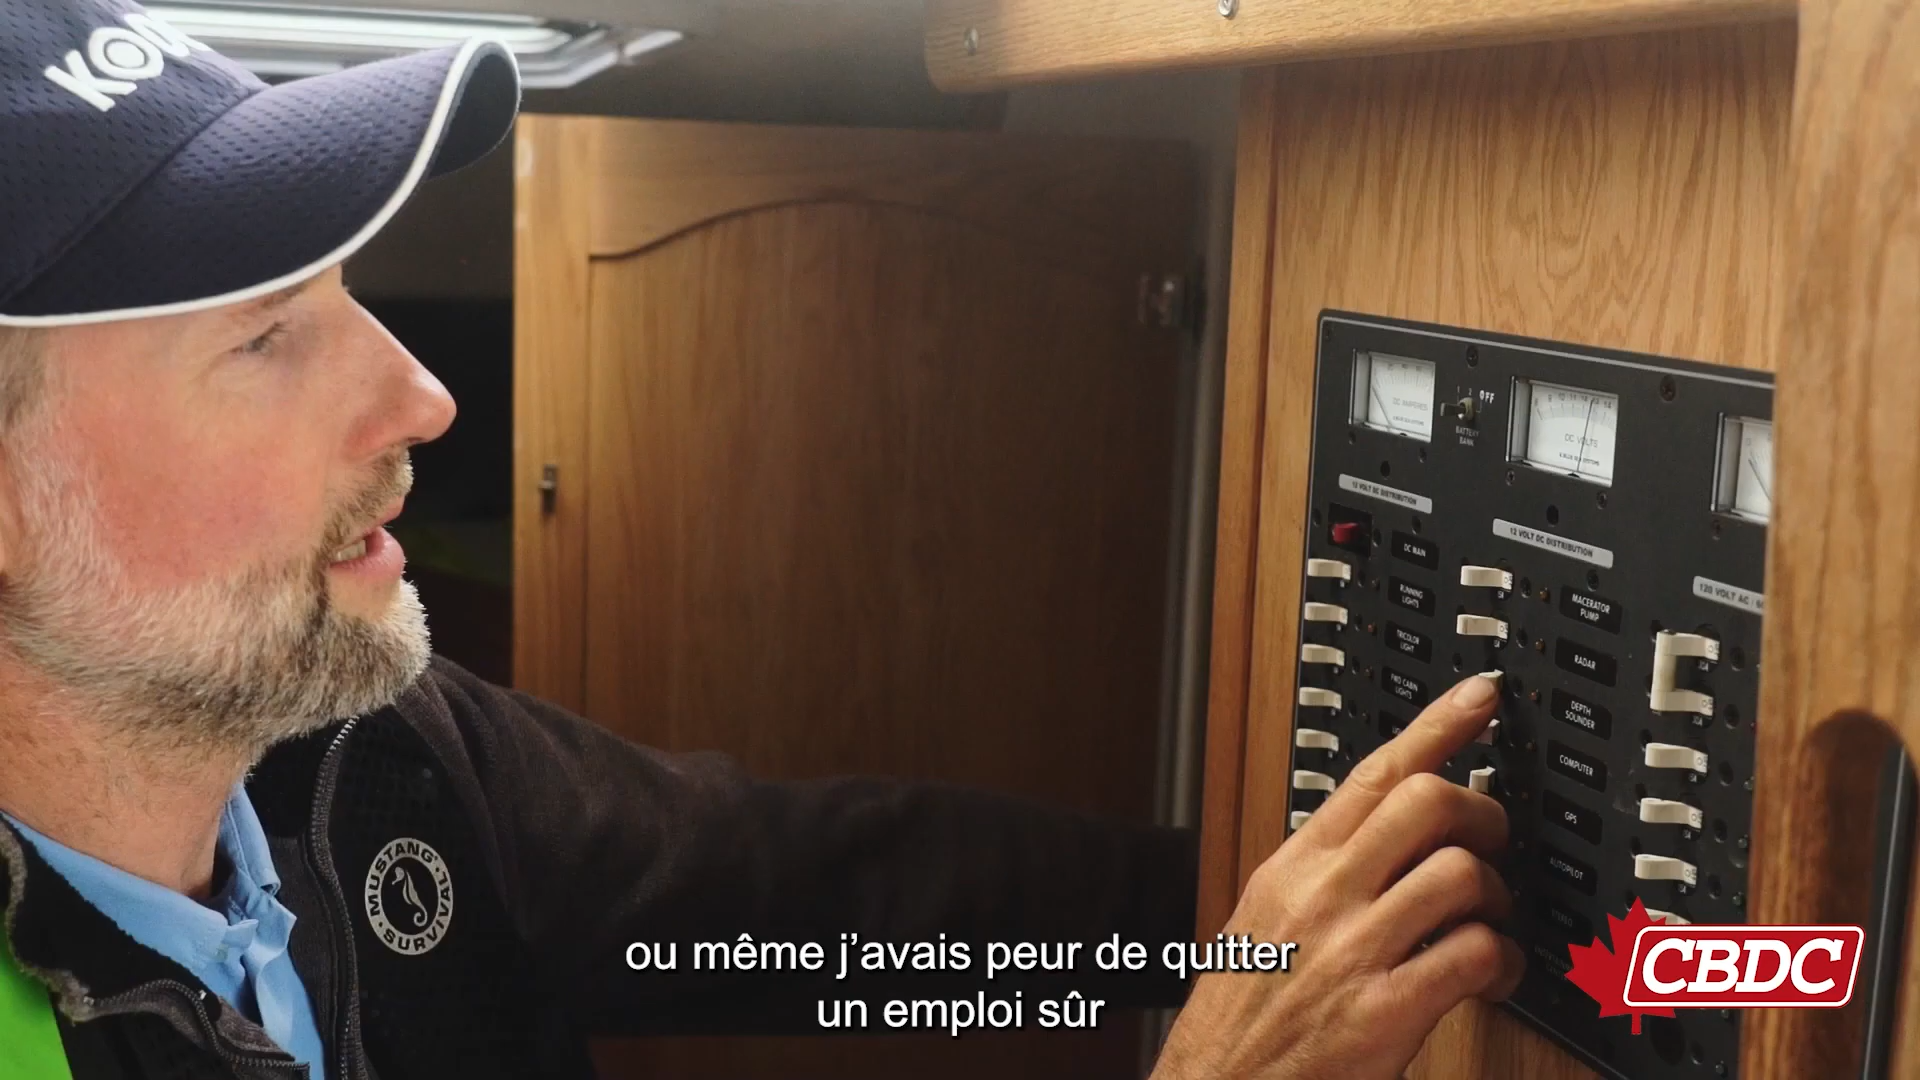 OFF
BATTERY
BANK
DC AMPERES
DC VOLTS
12 VOLT DC DISTRIBUTION
12 VOLT DC DISTRIBUTION
120 VOLT AC
DC MAIN
RUNNING
LIGHTS
TRICOLOR
LIGHT
FWD CABIN
LIGHTS
MACERATOR
PUMP
RADAR
DEPTH
SOUNDER
COMPUTER
GPS
AUTOPILOT
STEREO
MUSTANG
SURVIVAL
ou même j’avais peur de quitter
un emploi sûr
CBDC